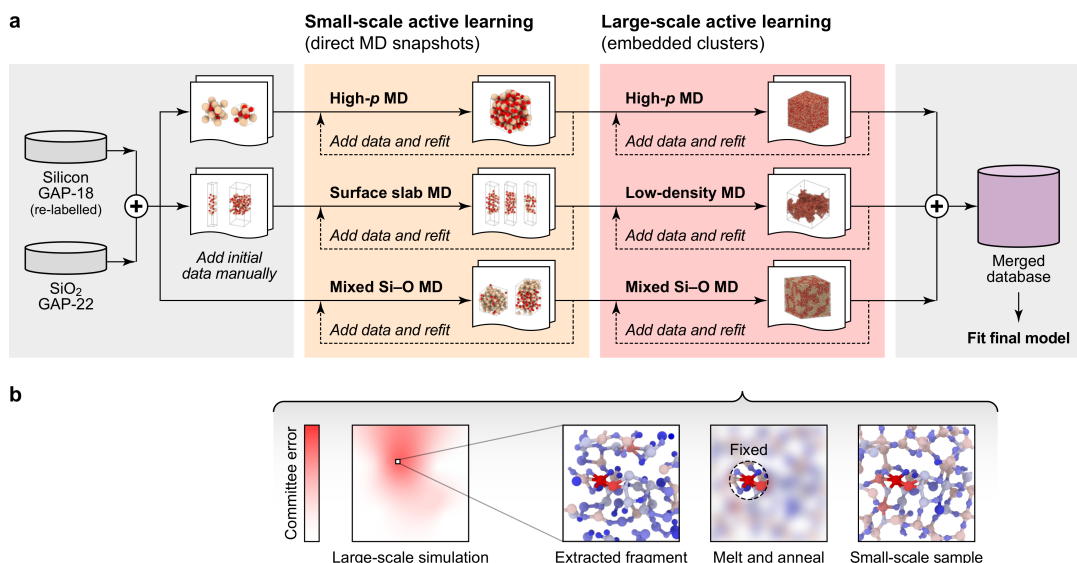 a
Small-scale active learning
(direct MD snapshots)
Large-scale active learning
(embedded clusters)
High-p MD
Add data and refit
High-p MD
Add data and refit
Silicon
GAP-18
(re-labelled)
+
SiO2
GAP-22
Add initial
data manually
Surface slab MD
Add data and refit
Low-density MD
Add data and refit
Mixed Si–O MD
Add data and refit
Mixed Si–O MD
Add data and refit
+
Merged
database
Fit final model
b
Committee error
Large-scale simulation
Extracted fragment
Fixed
Melt and anneal
Small-scale sample